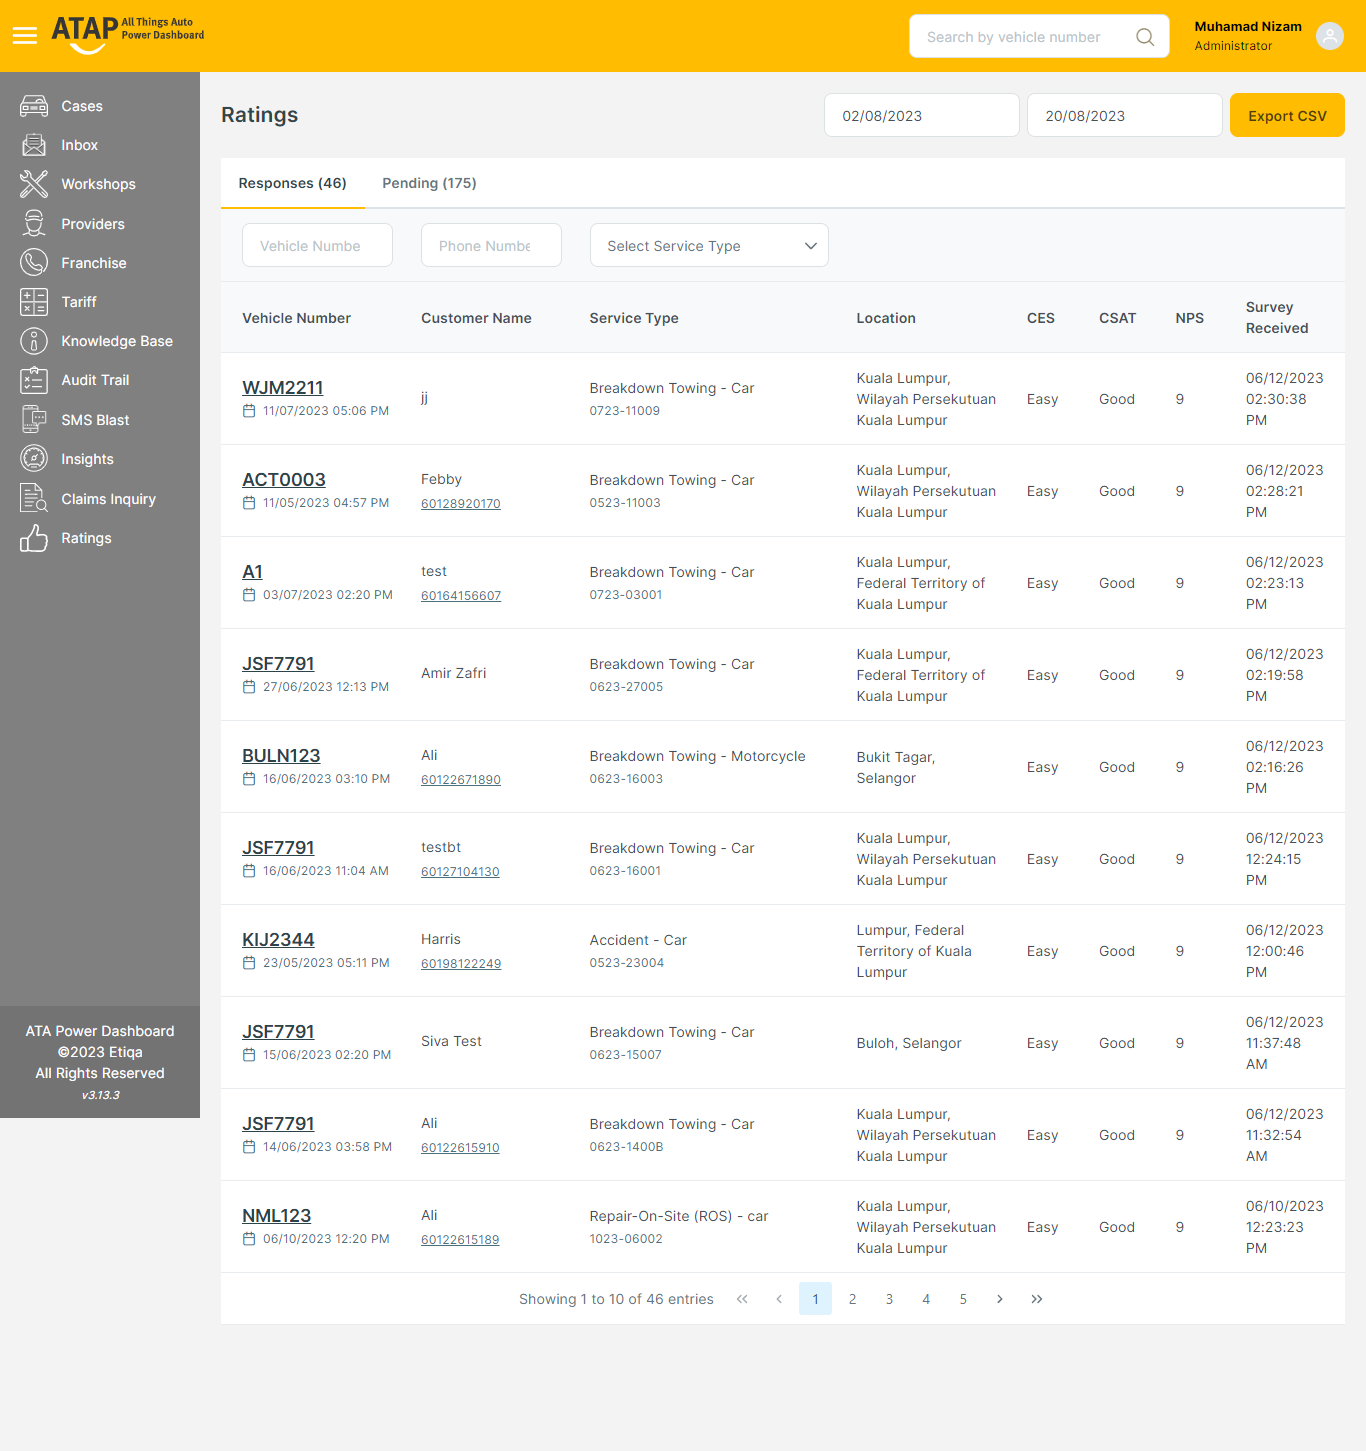 ATAP All Things Auto
Power Dashboard
Search by vehicle number
Muhamad Nizam
Administrator
Cases
Inbox
Workshops
Providers
Franchise
Tariff
Knowledge Base
Audit Trail
SMS Blast
Insights
Claims Inquiry
Ratings
ATA Power Dashboard
©2023 Etiqa
All Rights Reserved
v3.13.3
Ratings
02/08/2023
20/08/2023
Export CSV
Responses (46)
Pending (175)
Vehicle Numbe
Phone Numbe
Select Service Type
Vehicle Number
Customer Name
Service Type
Location
CES
CSAT
NPS
Survey
Received
WJM2211
11/07/2023 05:06 PM
jj
Breakdown Towing - Car
0723-11009
Kuala Lumpur,
Wilayah Persekutuan
Kuala Lumpur
Easy
Good
9
06/12/2023
02:30:38
PM
ACT0003
11/05/2023 04:57 PM
Febby
60128920170
Breakdown Towing - Car
0523-11003
Kuala Lumpur,
Wilayah Persekutuan
Kuala Lumpur
Easy
Good
9
06/12/2023
02:28:21
PM
A1
03/07/2023 02:20 PM
test
60164156607
Breakdown Towing - Car
0723-03001
Kuala Lumpur,
Federal Territory of
Kuala Lumpur
Easy
Good
9
06/12/2023
02:23:13
PM
JSF7791
27/06/2023 12:13 PM
Amir Zafri
Breakdown Towing - Car
0623-27005
Kuala Lumpur,
Federal Territory of
Kuala Lumpur
Easy
Good
9
06/12/2023
02:19:58
PM
BULN123
16/06/2023 03:10 PM
Ali
60122671890
Breakdown Towing - Motorcycle
0623-16003
Bukit Tagar,
Selangor
Easy
Good
9
06/12/2023
02:16:26
PM
JSF7791
16/06/2023 11:04 AM
testbt
60127104130
Breakdown Towing - Car
0623-16001
Kuala Lumpur,
Wilayah Persekutuan
Kuala Lumpur
Easy
Good
9
06/12/2023
12:24:15
PM
KIJ2344
23/05/2023 05:11 PM
Harris
60198122249
Accident - Car
0523-23004
Lumpur, Federal
Territory of Kuala
Lumpur
Easy
Good
9
06/12/2023
12:00:46
PM
JSF7791
15/06/2023 02:20 PM
Siva Test
Breakdown Towing - Car
0623-15007
Buloh, Selangor
Easy
Good
9
06/12/2023
11:37:48
AM
JSF7791
14/06/2023 03:58 PM
Ali
60122615910
Breakdown Towing - Car
0623-1400B
Kuala Lumpur,
Wilayah Persekutuan
Kuala Lumpur
Easy
Good
9
06/12/2023
11:32:54
AM
NML123
06/10/2023 12:20 PM
Ali
60122615189
Repair-On-Site (ROS) - car
1023-06002
Kuala Lumpur,
Wilayah Persekutuan
Kuala Lumpur
Easy
Good
9
06/10/2023
12:23:23
PM
Showing 1 to 10 of 46 entries
1 2 3 4 5